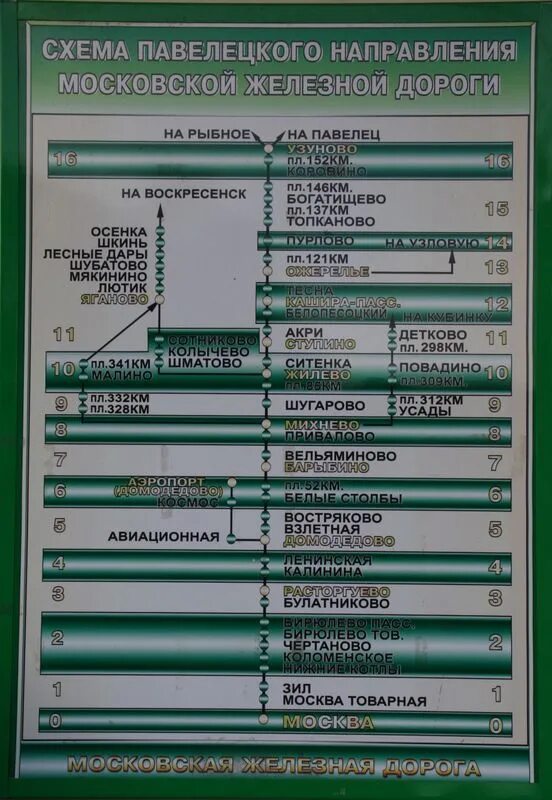 СХЕМА ПАВЕЛЕЦКОГО НАПРАВЛЕНИЯ
МОСКОВСКОЙ ЖЕЛЕЗНОЙ ДОРОГИ
НА РЫБНОЕ НА ПАВЕЛЕЦ
16 УЗУНОВО 16
ПЛ.152КМ.
КОРОВИНО
ПЛ.146КМ.
НА ВОСКРЕСЕНСК БОГАТИЩЕВО 15
ПЛ.137КМ
ТОПКАНОВО
ОСЕНКА
ШКИНЬ ПУРЛОВО НА УЗЛОВУЮ 14
ЛЕСНЫЕ ДАРЫ ПЛ.121КМ
ШУБАТОВО ОЖЕРЕЛЬЕ 13
МЯКИНИНО
ЛЮТИК ТЕСНА
ЯГАНОВО КАШИРА-ПАСС. 12
БЕЛОПЕСОЦКИЙ НА КУБИНКУ
11 СОТНИКОВО АКРИ ДЕТКОВО 11
КОЛЫЧЕВО СТУПИНО ПЛ.298КМ.
10 ПЛ.341КМ ШМАТОВО СИТЕНКА ПОВАДИНО 10
МАЛИНО ЖИЛЕВО ПЛ.309КМ.
ПЛ.86КМ
9 ПЛ.332КМ ШУГАРОВО ПЛ.312КМ 9
ПЛ.328КМ УСАДЫ
8 МИХНЕВО 8
ПРИВАЛОВО
7 ВЕЛЬЯМИНОВО 7
БАРЫБИНО
6 АЭРОПОРТ ПЛ.52КМ. 6
(ДОМОДЕДОВО) БЕЛЫЕ СТОЛБЫ
КОСМОС
5 ВОСТРЯКОВО 5
АВИАЦИОННАЯ ВЗЛЕТНАЯ
ДОМОДЕДОВО
4 ЛЕНИНСКАЯ 4
КАЛИНИНА
3 РАСТОРГУЕВО 3
БУЛАТНИКОВО
2 БИРЮЛЕВО ПАСС. 2
БИРЮЛЕВО ТОВ.
ЧЕРТАНОВО
КОЛОМЕНСКОЕ
НИЖНИЕ КОТЛЫ
1 ЗИЛ 1
МОСКВА ТОВАРНАЯ
0 МОСКВА 0
МОСКОВСКАЯ ЖЕЛЕЗНАЯ ДОРОГА